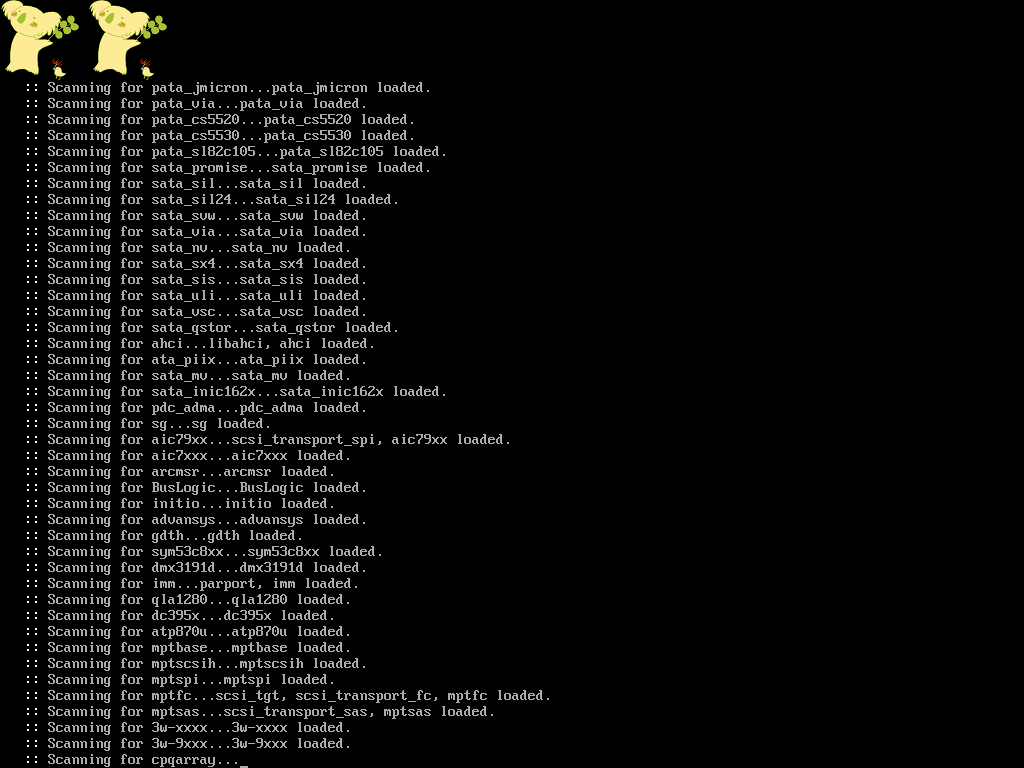 :: Scanning for pata_jmicron...pata_jmicron loaded.
:: Scanning for pata_via...pata_via loaded.
:: Scanning for pata_cs5520...pata_cs5520 loaded.
:: Scanning for pata_cs5530...pata_cs5530 loaded.
:: Scanning for pata_sl82c105...pata_sl82c105 loaded.
:: Scanning for sata_promise...sata_promise loaded.
:: Scanning for sata_sil...sata_sil loaded.
:: Scanning for sata_sil24...sata_sil24 loaded.
:: Scanning for sata_svw...sata_svw loaded.
:: Scanning for sata_via...sata_via loaded.
:: Scanning for sata_nv...sata_nv loaded.
:: Scanning for sata_sx4...sata_sx4 loaded.
:: Scanning for sata_sis...sata_sis loaded.
:: Scanning for sata_uli...sata_uli loaded.
:: Scanning for sata_vsc...sata_vsc loaded.
:: Scanning for sata_qstor...sata_qstor loaded.
:: Scanning for ahci...libahci, ahci loaded.
:: Scanning for ata_piix...ata_piix loaded.
:: Scanning for sata_mv...sata_mv loaded.
:: Scanning for sata_inic162x...sata_inic162x loaded.
:: Scanning for pdc_adma...pdc_adma loaded.
:: Scanning for sg...sg loaded.
:: Scanning for aic79xx...scsi_transport_spi, aic79xx loaded.
:: Scanning for aic7xxx...aic7xxx loaded.
:: Scanning for arcmsr...arcmsr loaded.
:: Scanning for BusLogic...BusLogic loaded.
:: Scanning for initio...initio loaded.
:: Scanning for advansys...advansys loaded.
:: Scanning for gdth...gdth loaded.
:: Scanning for sym53c8xx...sym53c8xx loaded.
:: Scanning for dmx3191d...dmx3191d loaded.
:: Scanning for imm...parport, imm loaded.
:: Scanning for qla1280...qla1280 loaded.
:: Scanning for dc395x...dc395x loaded.
:: Scanning for atp870u...atp870u loaded.
:: Scanning for mptbase...mptbase loaded.
:: Scanning for mptscsih...mptscsih loaded.
:: Scanning for mptspi...mptspi loaded.
:: Scanning for mptfc...scsi_tgt, scsi_transport_fc, mptfc loaded.
:: Scanning for mptsas...scsi_transport_sas, mptsas loaded.
:: Scanning for 3w-xxxx...3w-xxxx loaded.
:: Scanning for 3w-9xxx...3w-9xxx loaded.
:: Scanning for cpqarray..._